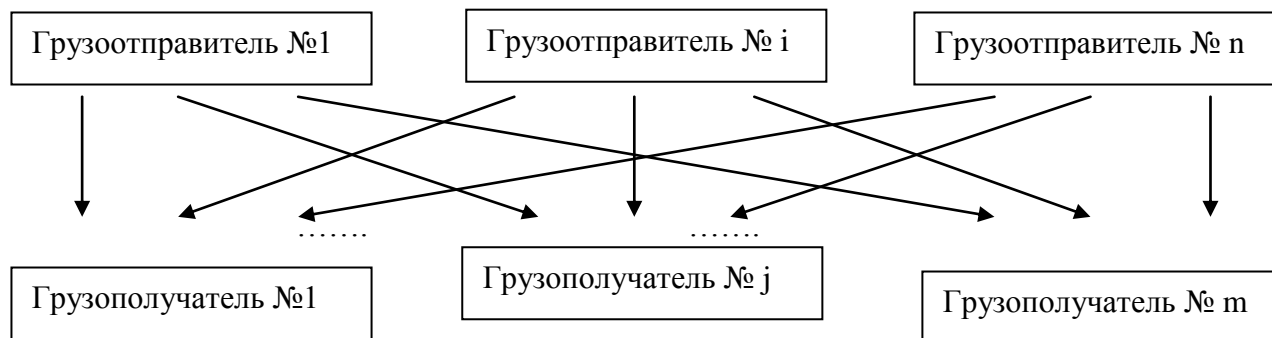 Грузоотправитель №1
Грузоотправитель № i
Грузоотправитель № n
....... 
.......
Грузополучатель №1
Грузополучатель № j
Грузополучатель № m